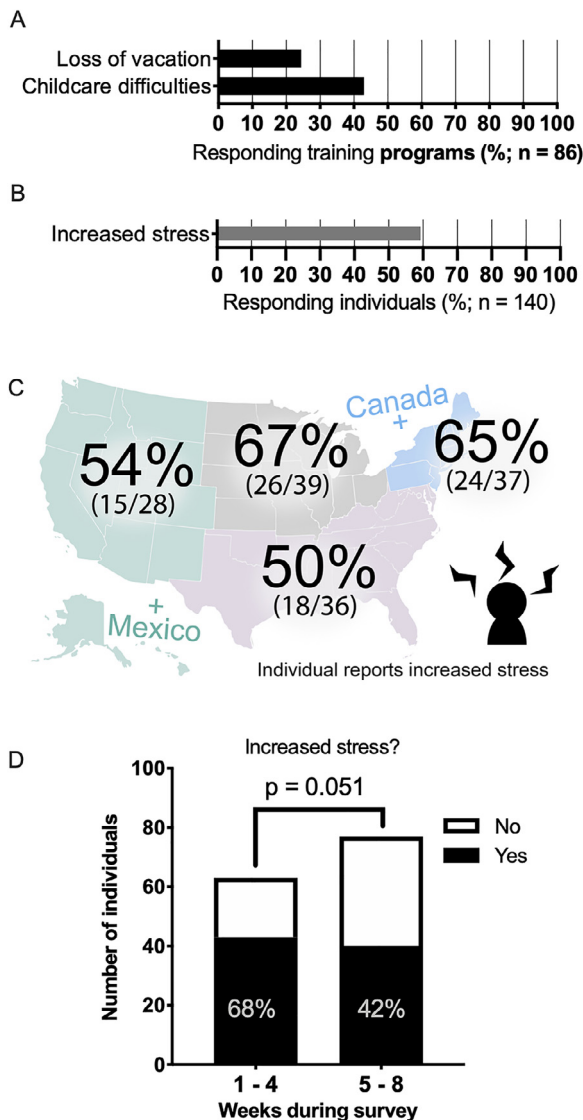 A
Loss of vacation
Childcare difficulties
0 10 20 30 40 50 60 70 80 90 100
Responding training programs (%; n = 86)
B
Increased stress
0 10 20 30 40 50 60 70 80 90 100
Responding individuals (%; n = 140)
C
Canada
+
54%
(15/28)
67%
(26/39)
65%
(24/37)
50%
(18/36)
+
Mexico
Individual reports increased stress
D
Increased stress?
p = 0.051
100
80
60
40
20
0
Number of individuals
No
Yes
68%
42%
1 - 4
5 - 8
Weeks during survey